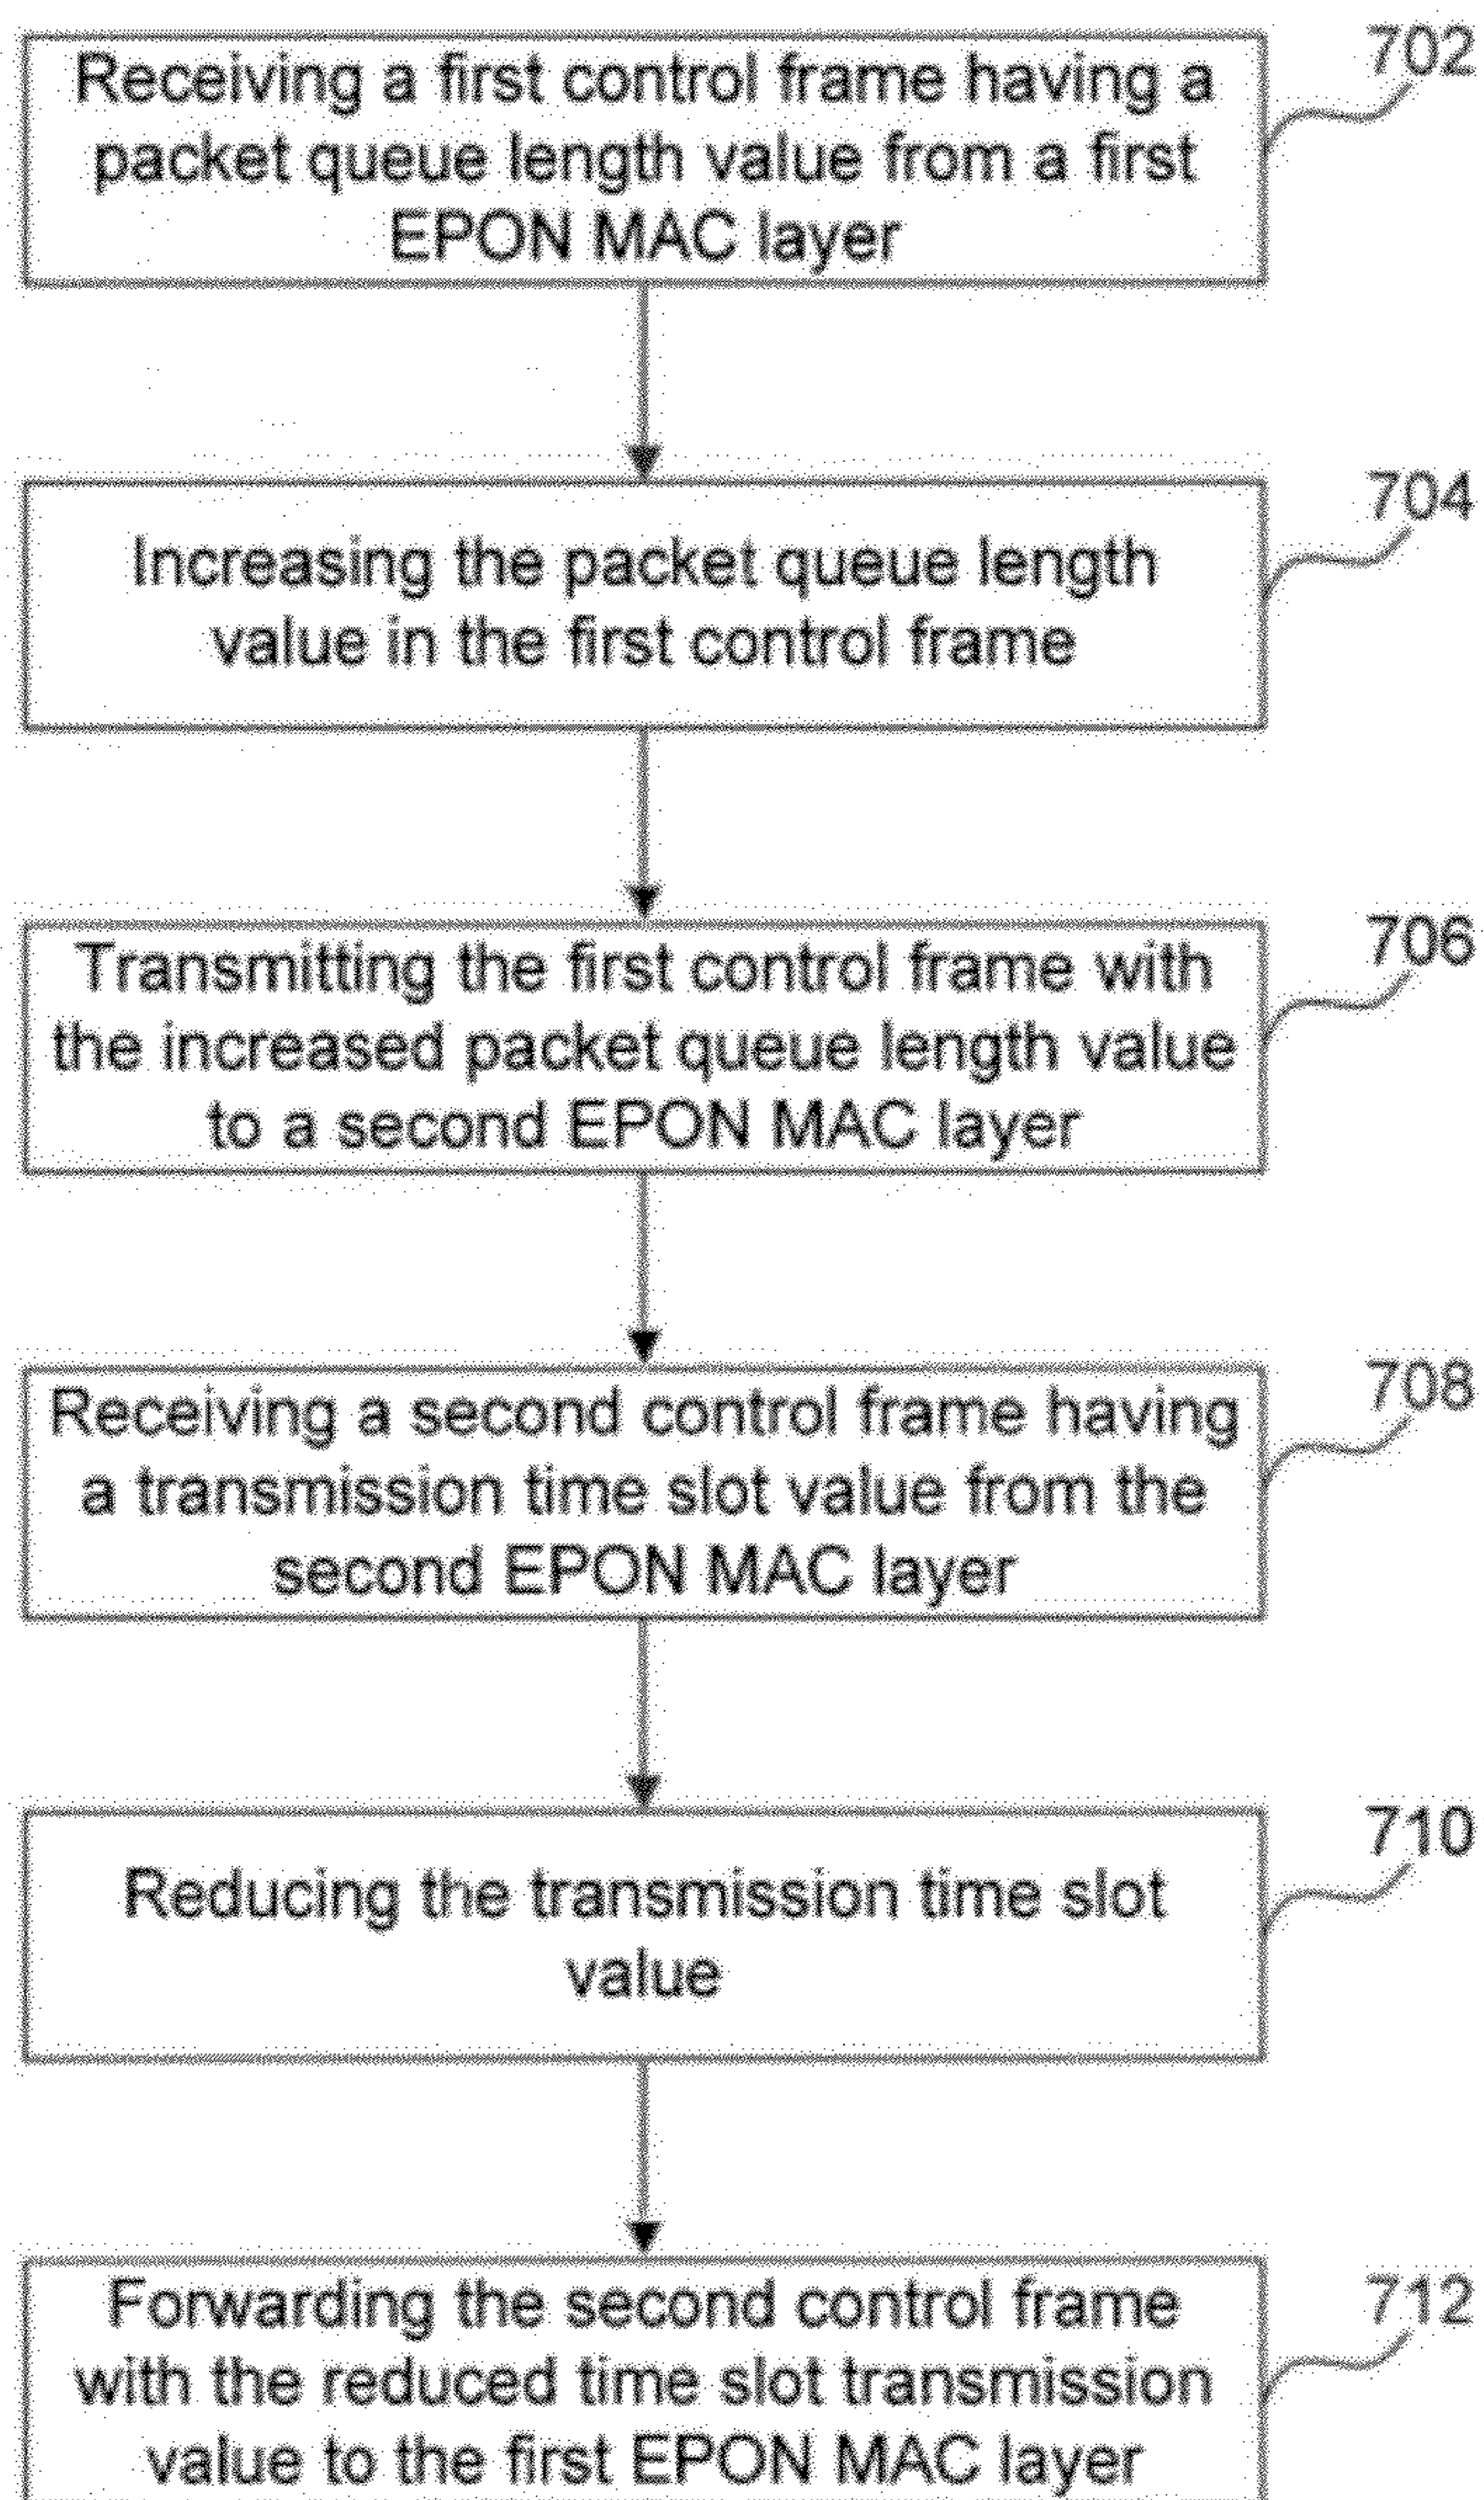 702
Receiving a first control frame having a
packet queue length value from a first
EPON MAC layer
704
Increasing the packet queue length
value in the first control frame
706
Transmitting the first control frame with
the increased packet queue length value
to a second EPON MAC layer
708
Receiving a second control frame having
a transmission time slot value from the
second EPON MAC layer
710
Reducing the transmission time slot
value
712
Forwarding the second control frame
with the reduced time slot transmission
value to the first EPON MAC layer